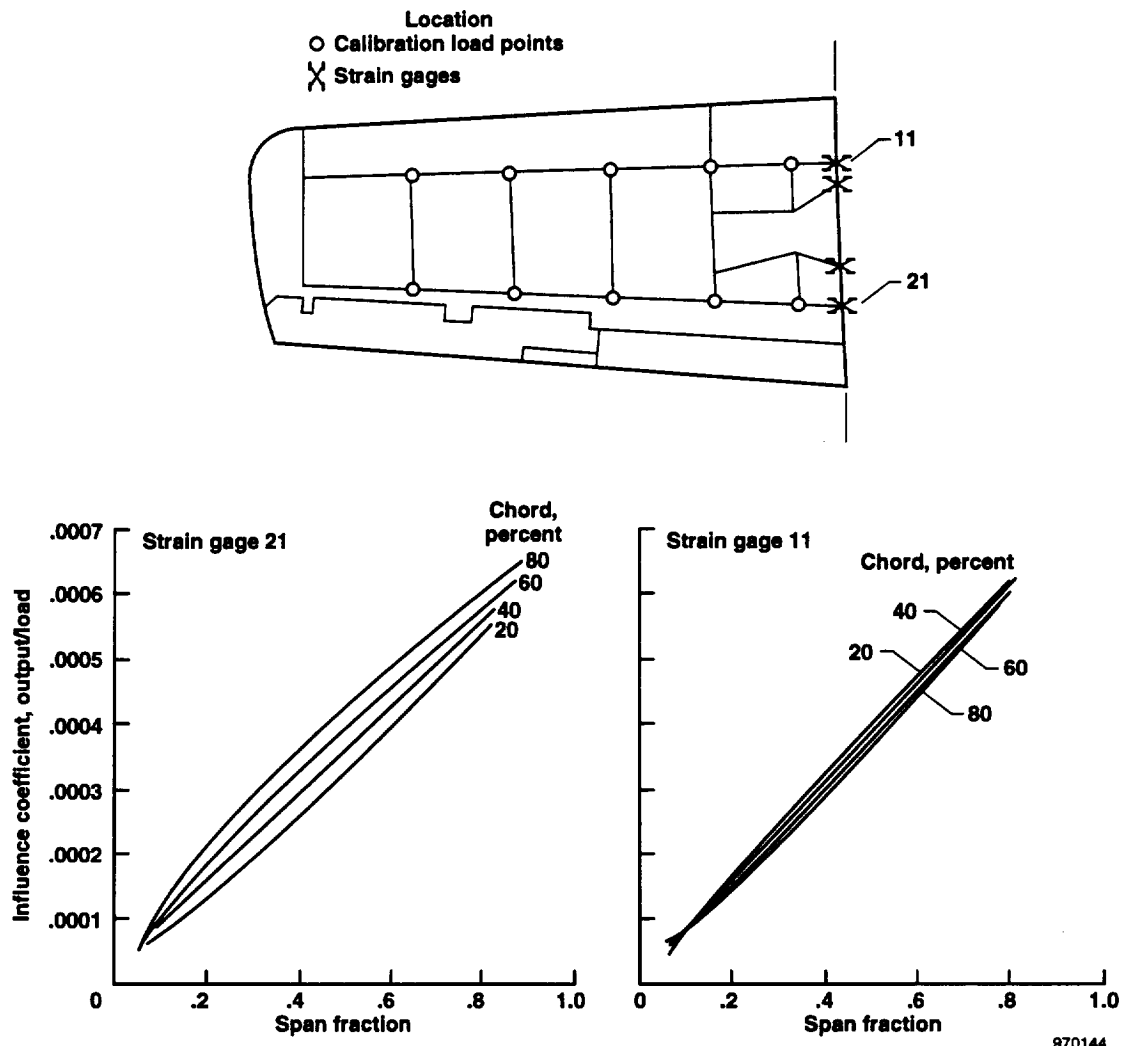 Location
Calibration load points
Strain gages
11
21
Strain gage 21
Chord,
percent
80
60
40
20
.0007
.0006
.0005
.0004
.0003
.0002
.0001
0
.2
.4
.6
.8
1.0
Influence coefficient, output/load
Span fraction
Strain gage 11
Chord, percent
40
20
60
80
0
.2
.4
.6
.8
1.0
Span fraction
970144